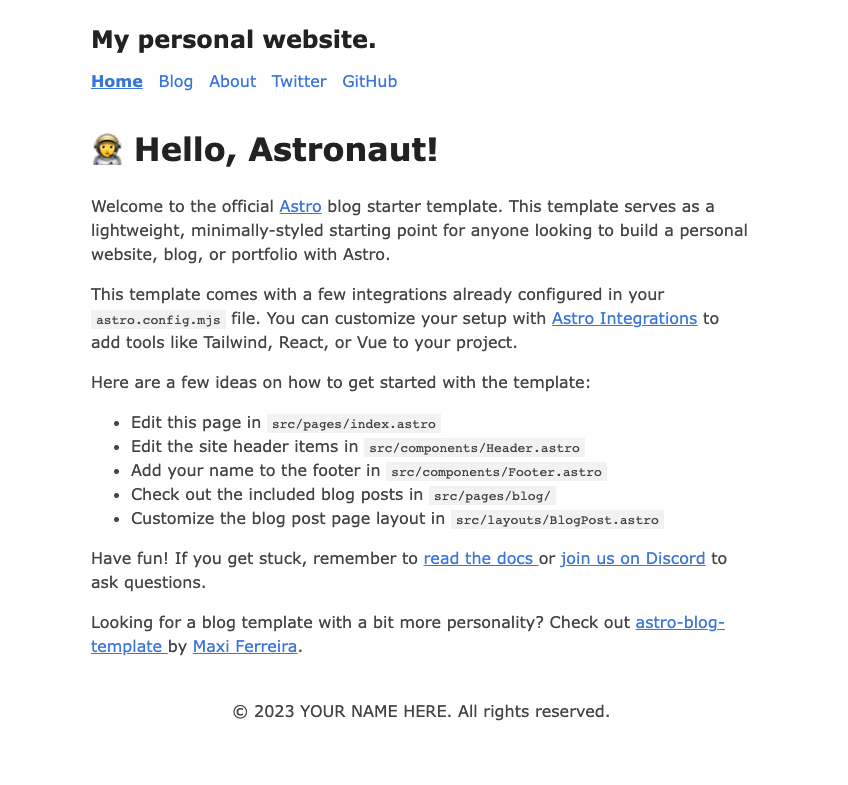 My personal website.
Home Blog About Twitter GitHub
🧑‍🚀 Hello, Astronaut!
Welcome to the official Astro blog starter template. This template serves as a
lightweight, minimally-styled starting point for anyone looking to build a personal
website, blog, or portfolio with Astro.
This template comes with a few integrations already configured in your
astro.config.mjs file. You can customize your setup with Astro Integrations to
add tools like Tailwind, React, or Vue to your project.
Here are a few ideas on how to get started with the template:
• Edit this page in src/pages/index.astro
• Edit the site header items in src/components/Header.astro
• Add your name to the footer in src/components/Footer.astro
• Check out the included blog posts in src/pages/blog/
• Customize the blog post page layout in src/layouts/BlogPost.astro
Have fun! If you get stuck, remember to read the docs or join us on Discord to
ask questions.
Looking for a blog template with a bit more personality? Check out astro-blog-
template by Maxi Ferreira.
© 2023 YOUR NAME HERE. All rights reserved.